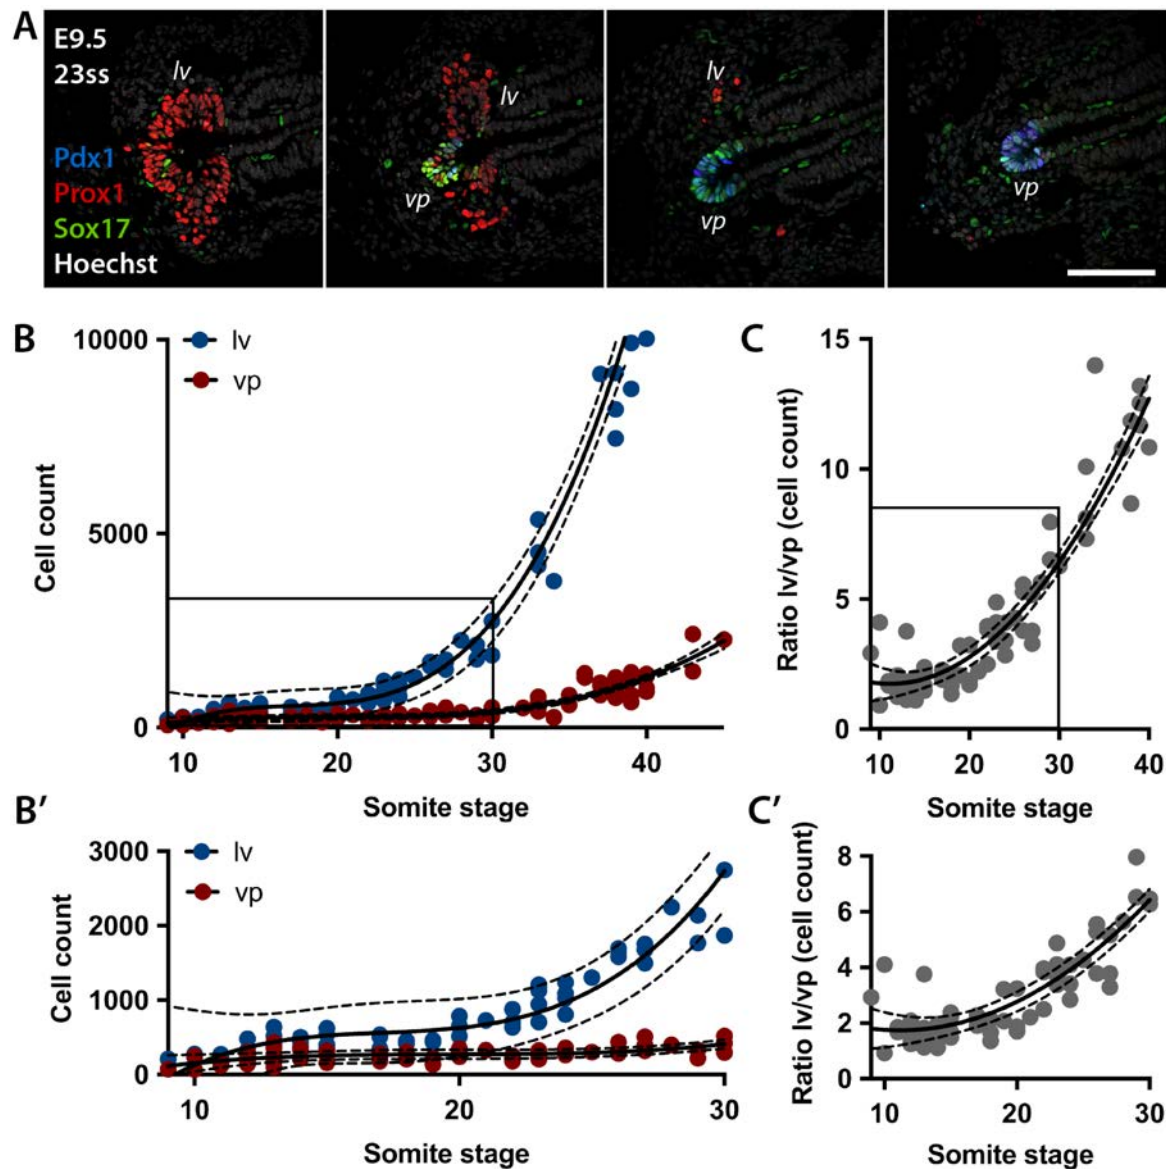 A
E9.5
23ss
lv
Pdx1
Prox1
Sox17
Hoechst
lv
vp
lv
vp
vp
B
lv
vp
10000
5000
0
Cell count
10
20
30
40
Somite stage
C
15
10
5
0
Ratio lv/vp (cell count)
10
20
30
40
Somite stage
B′
lv
vp
3000
2000
1000
0
Cell count
10
20
30
Somite stage
C′
8
6
4
2
0
Ratio lv/vp (cell count)
10
20
30
Somite stage